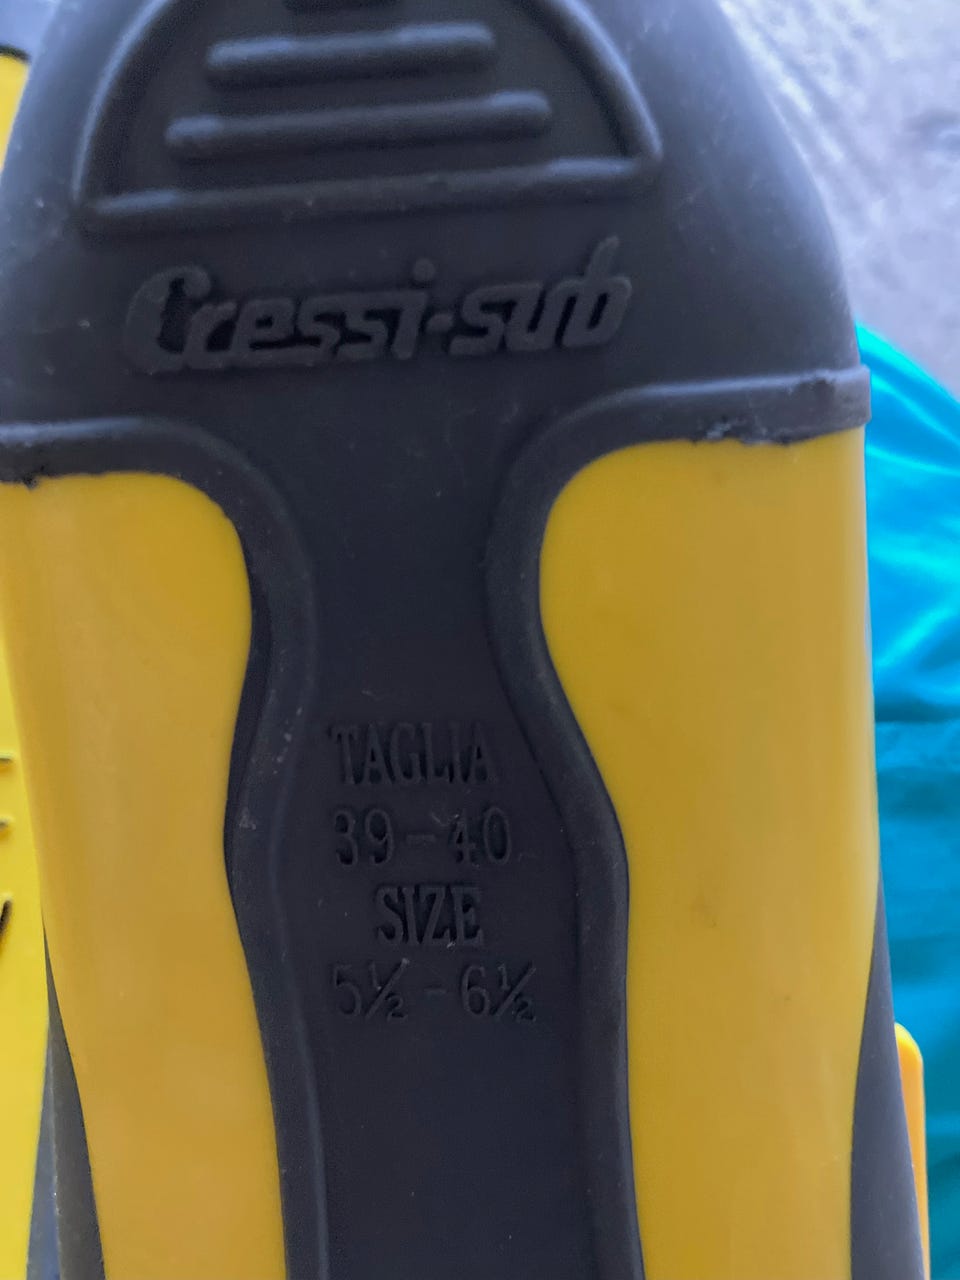 Cressi-sub
TAGLIA
39-40
SIZE
5½-6½